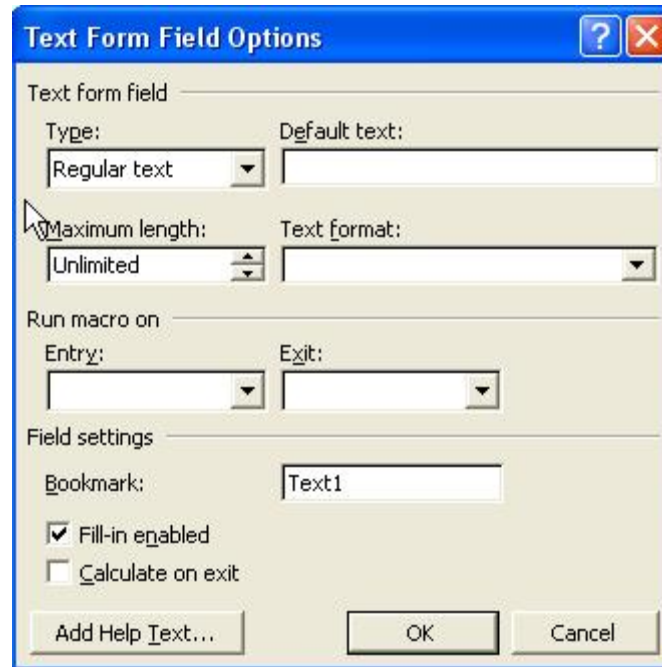 Text Form Field Options
Text form field
Type: Default text:
Regular text
Maximum length: Text format:
Unlimited
Run macro on
Entry: Exit:
Field settings
Bookmark: Text1
Fill-in enabled
Calculate on exit
Add Help Text... OK Cancel